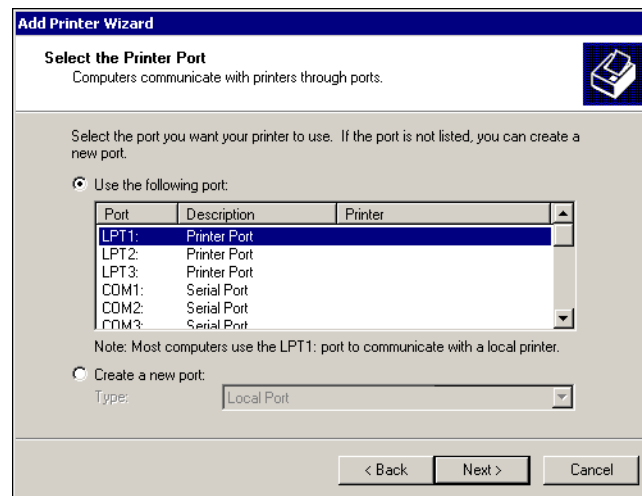 Add Printer Wizard
Select the Printer Port
Computers communicate with printers through ports.
Select the port you want your printer to use. If the port is not listed, you can create a
new port.
Use the following port:
Port Description Printer
LPT1: Printer Port
LPT2: Printer Port
LPT3: Printer Port
COM1: Serial Port
COM2: Serial Port
COM3: Serial Port
Note: Most computers use the LPT1: port to communicate with a local printer.
Create a new port:
Type: Local Port
< Back Next > Cancel